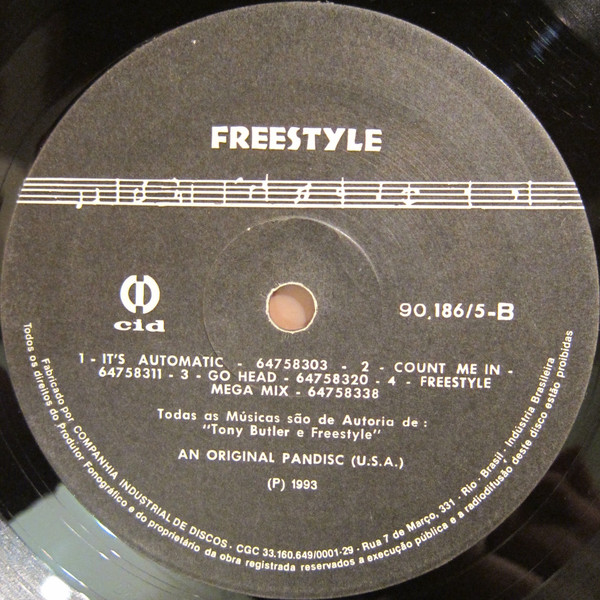 FREESTYLE
cid
90.186/5-B
1 - IT'S AUTOMATIC - 64758303 - 2 - COUNT ME IN -
64758311 - 3 - GO HEAD - 64758320 - 4 - FREESTYLE
MEGA MIX - 64758338
Todas as Músicas são de Autoria de :
"Tony Butler e Freestyle"
AN ORIGINAL PANDISC (U.S.A.)
(P) 1993
Fabricado por COMPANHIA INDUSTRIAL DE DISCOS - CGC 33.160.649/0001-29 - Rua 7 de Março, 331 - Rio - Brasil - Indústria Brasileira
Todos os direitos do Produtor Fonográfico e do proprietário da obra registrada reservados a execução pública e a radiodifusão deste disco estão proibidas